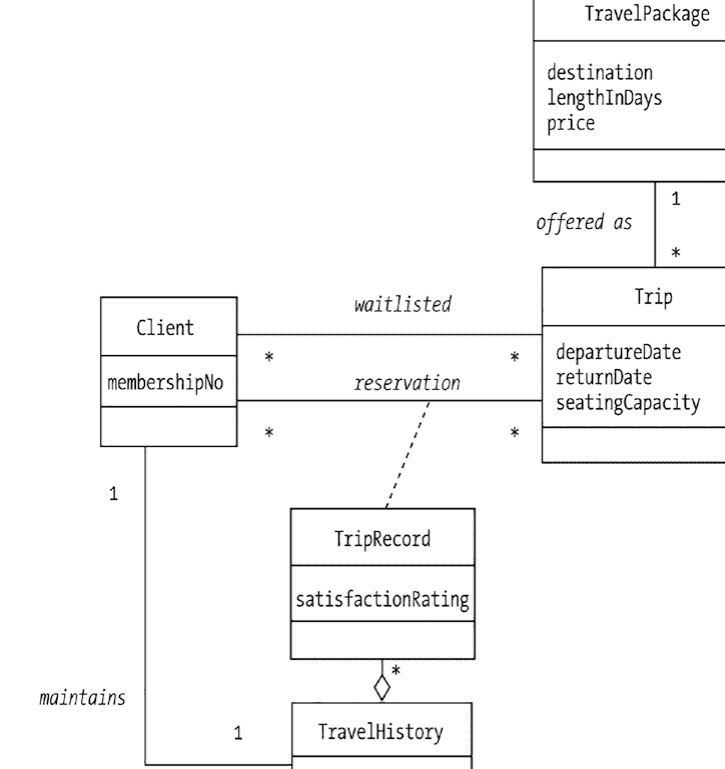 TravelPackage
destination
lengthInDays
price
1
offered as
*
Trip
departureDate
returnDate
seatingCapacity
waitlisted
* *
Client
membershipNo
reservation
* *
1
TripRecord
satisfactionRating
*
maintains
1
TravelHistory